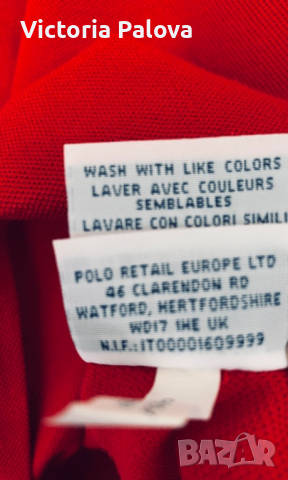 Victoria Palova
WASH WITH LIKE COLORS
LAVER AVEC COULEURS
SEMBLABLES
LAVARE CON COLORI SIMILI
POLO RETAIL EUROPE LTD
46 CLARENDON RD
WATFORD, HERTFORDSHIRE
WD17 1HE UK
N.I.F.:IT00001609999
BAZAR